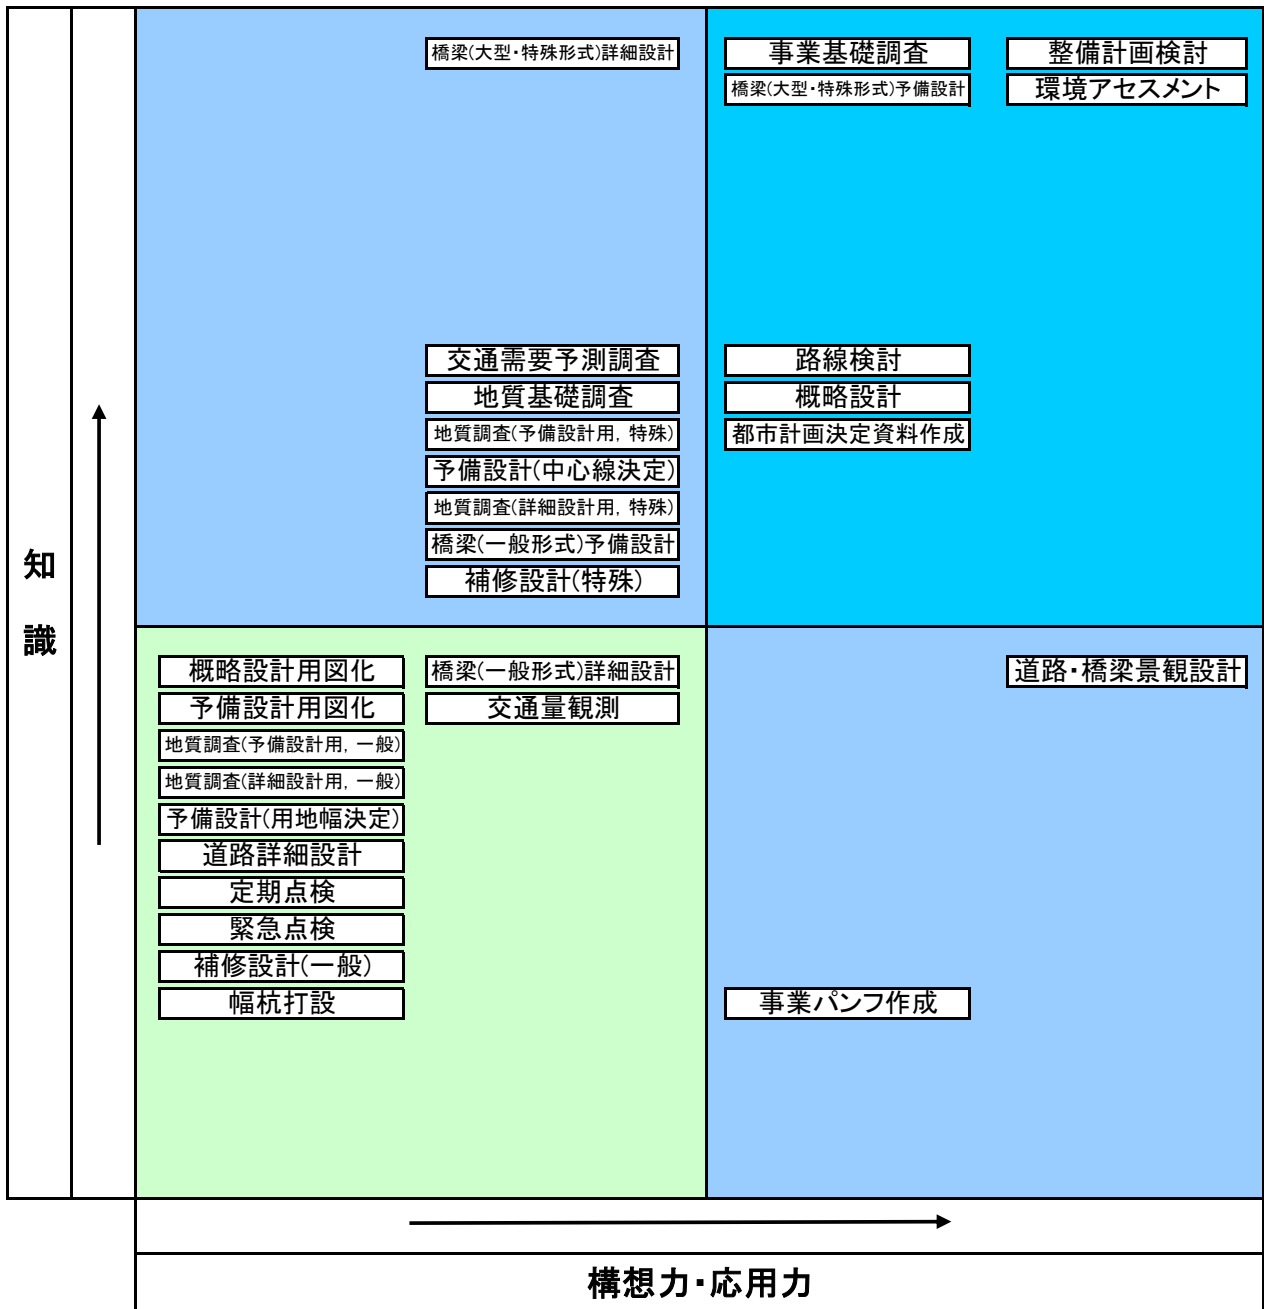 橋梁(大型・特殊形式)詳細設計
事業基礎調査
整備計画検討
橋梁(大型・特殊形式)予備設計
環境アセスメント
交通需要予測調査
路線検討
地質基礎調査
概略設計
地質調査(予備設計用, 特殊)
都市計画決定資料作成
予備設計(中心線決定)
地質調査(詳細設計用, 特殊)
橋梁(一般形式)予備設計
補修設計(特殊)
知識
概略設計用図化
橋梁(一般形式)詳細設計
道路・橋梁景観設計
予備設計用図化
交通量観測
地質調査(予備設計用, 一般)
地質調査(詳細設計用, 一般)
予備設計(用地幅決定)
道路詳細設計
定期点検
緊急点検
補修設計(一般)
幅杭打設
事業パンフ作成
構想力・応用力